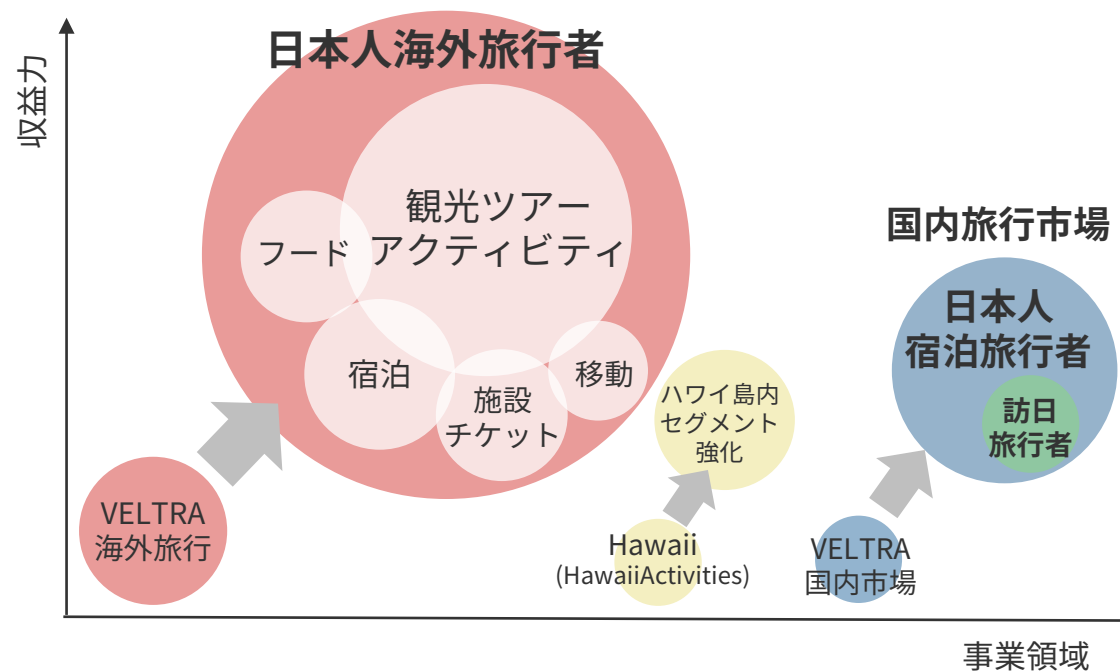 収益力
日本人海外旅行者
観光ツアー
アクティビティ
フード
宿泊
施設
チケット
移動
VELTRA
海外旅行
ハワイ島内
セグメント
強化
Hawaii
(HawaiiActivities)
国内旅行市場
日本人
宿泊旅行者
訪日
旅行者
VELTRA
国内市場
事業領域